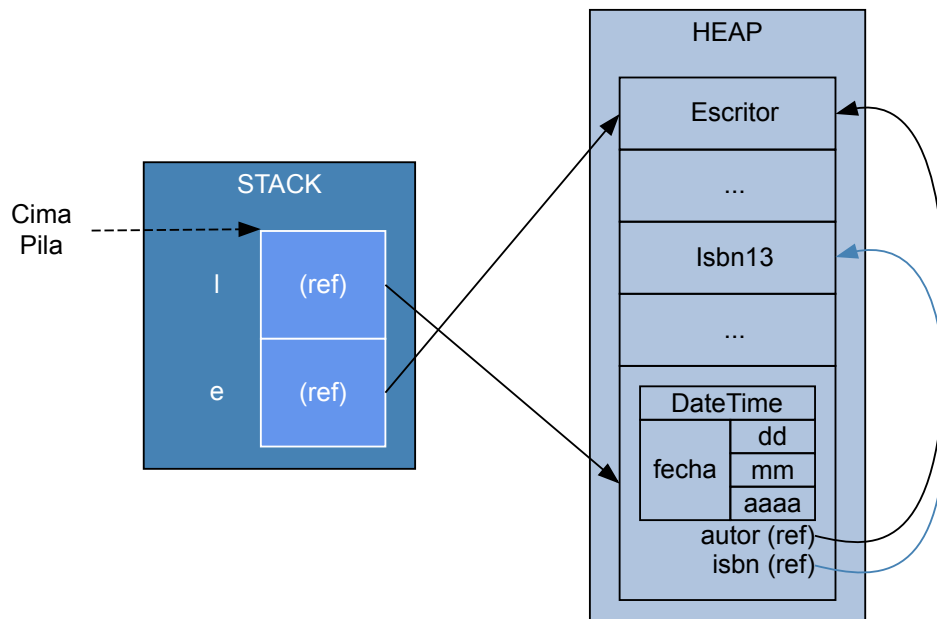 HEAP
Escritor
...
Isbn13
...
DateTime
fecha
dd
mm
aaaa
autor (ref)
isbn (ref)
STACK
Cima
Pila
l
(ref)
e
(ref)